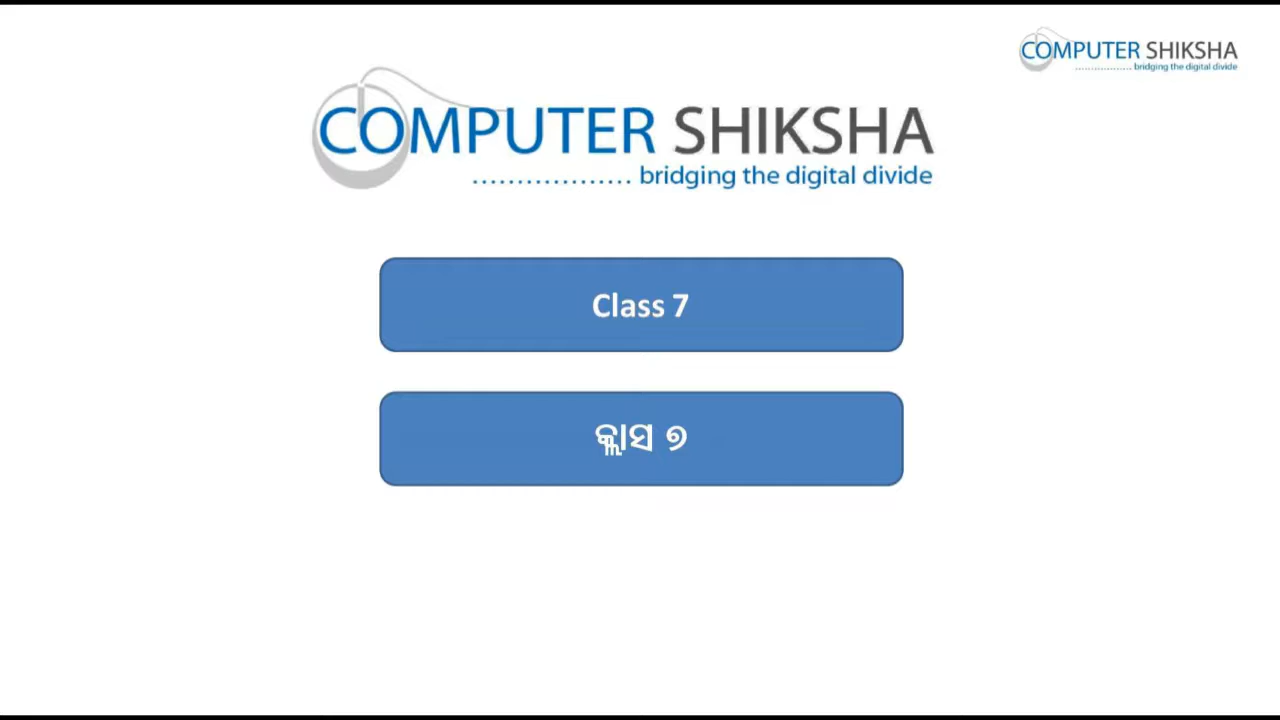 COMPUTER SHIKSHA
..................bridging the digital divide
COMPUTER SHIKSHA
..................bridging the digital divide
Class 7
କ୍ଲାସ ୭